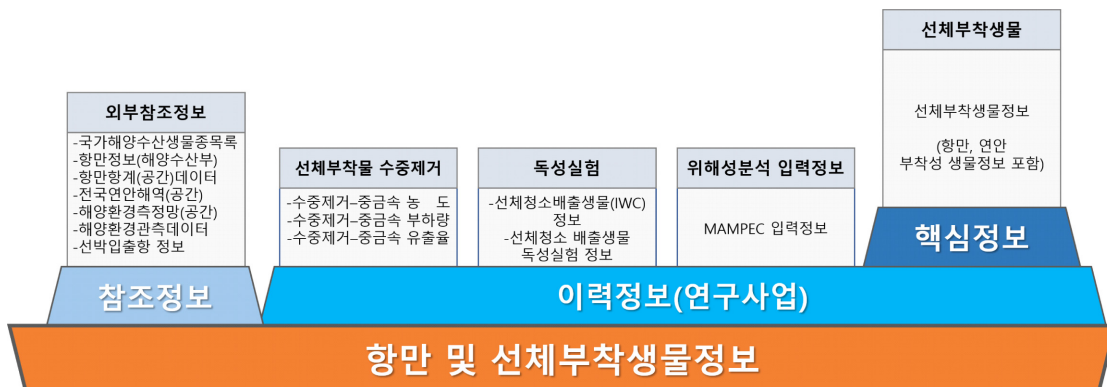 외부참조정보
-국가해양수산생물종목록
-항만정보(해양수산부)
-항만항계(공간)데이터
-전국연안해역(공간)
-해양환경측정망(공간)
-해양환경관측데이터
-선박입출항 정보
참조정보
선체부착물 수중제거
-수중제거–중금속 농 도
-수중제거–중금속 부하량
-수중제거–중금속 유출율
독성실험
-선체청소배출생물(IWC)
정보
-선체청소 배출생물
독성실험 정보
위해성분석 입력정보
MAMPEC 입력정보
선체부착생물
선체부착생물정보
(항만, 연안
부착성 생물정보 포함)
핵심정보
이력정보(연구사업)
항만 및 선체부착생물정보